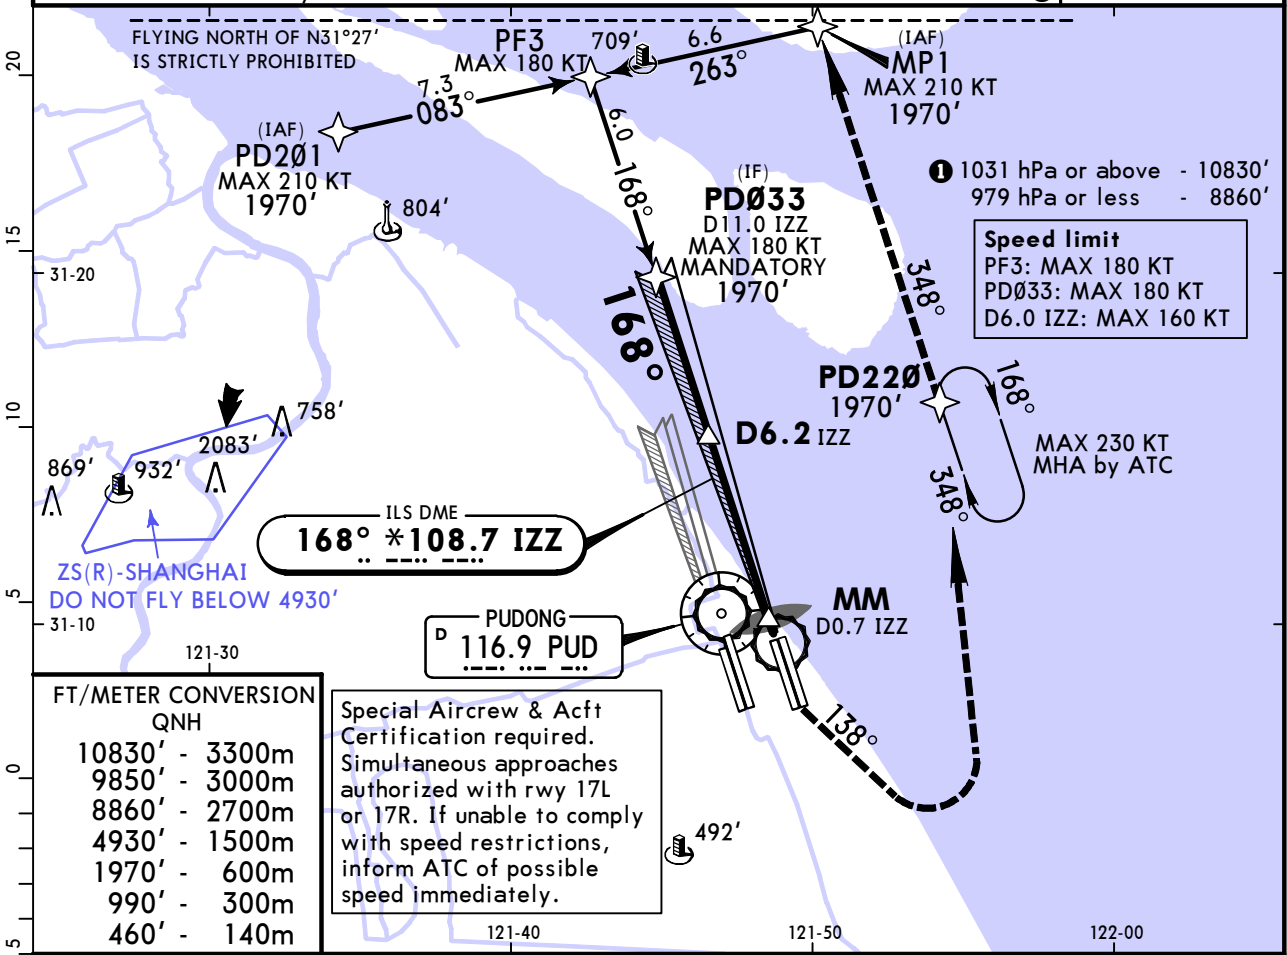 FLYING NORTH OF N31°27'
IS STRICTLY PROHIBITED
PF3
MAX 180 KT
709'
6.6
263°
(IAF)
MP1
MAX 210 KT
1970'
7.3
083°
(IAF)
PD2Ø1
MAX 210 KT
1970'
804'
6.0
168°
(IF)
PDØ33
D11.0 IZZ
MAX 180 KT
MANDATORY
1970'
❶ 1031 hPa or above - 10830'
979 hPa or less - 8860'
Speed limit
PF3: MAX 180 KT
PDØ33: MAX 180 KT
D6.0 IZZ: MAX 160 KT
20
15
10
5
0
5
31-20
31-10
168°
348°
PD22Ø
1970'
168°
348°
MAX 230 KT
MHA by ATC
D6.2 IZZ
758'
2083'
869'
932'
ZS(R)-SHANGHAI
DO NOT FLY BELOW 4930'
ILS DME
168° *108.7 IZZ
PUDONG
D 116.9 PUD
MM
D0.7 IZZ
138°
121-30
FT/METER CONVERSION
QNH
10830' - 3300m
9850' - 3000m
8860' - 2700m
4930' - 1500m
1970' - 600m
990' - 300m
460' - 140m
Special Aircrew & Acft
Certification required.
Simultaneous approaches
authorized with rwy 17L
or 17R. If unable to comply
with speed restrictions,
inform ATC of possible
speed immediately.
492'
121-40
121-50
122-00